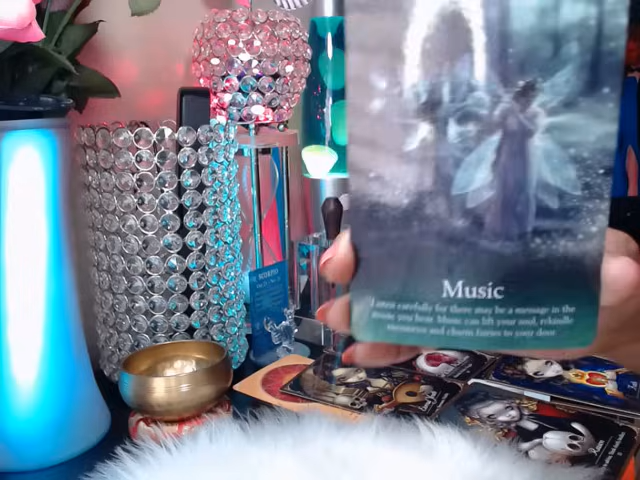 SCORPIO
Music
Listen carefully for there may be a message in the
music you hear. Music can lift your soul, rekindle
memories and charm fairies to your door.